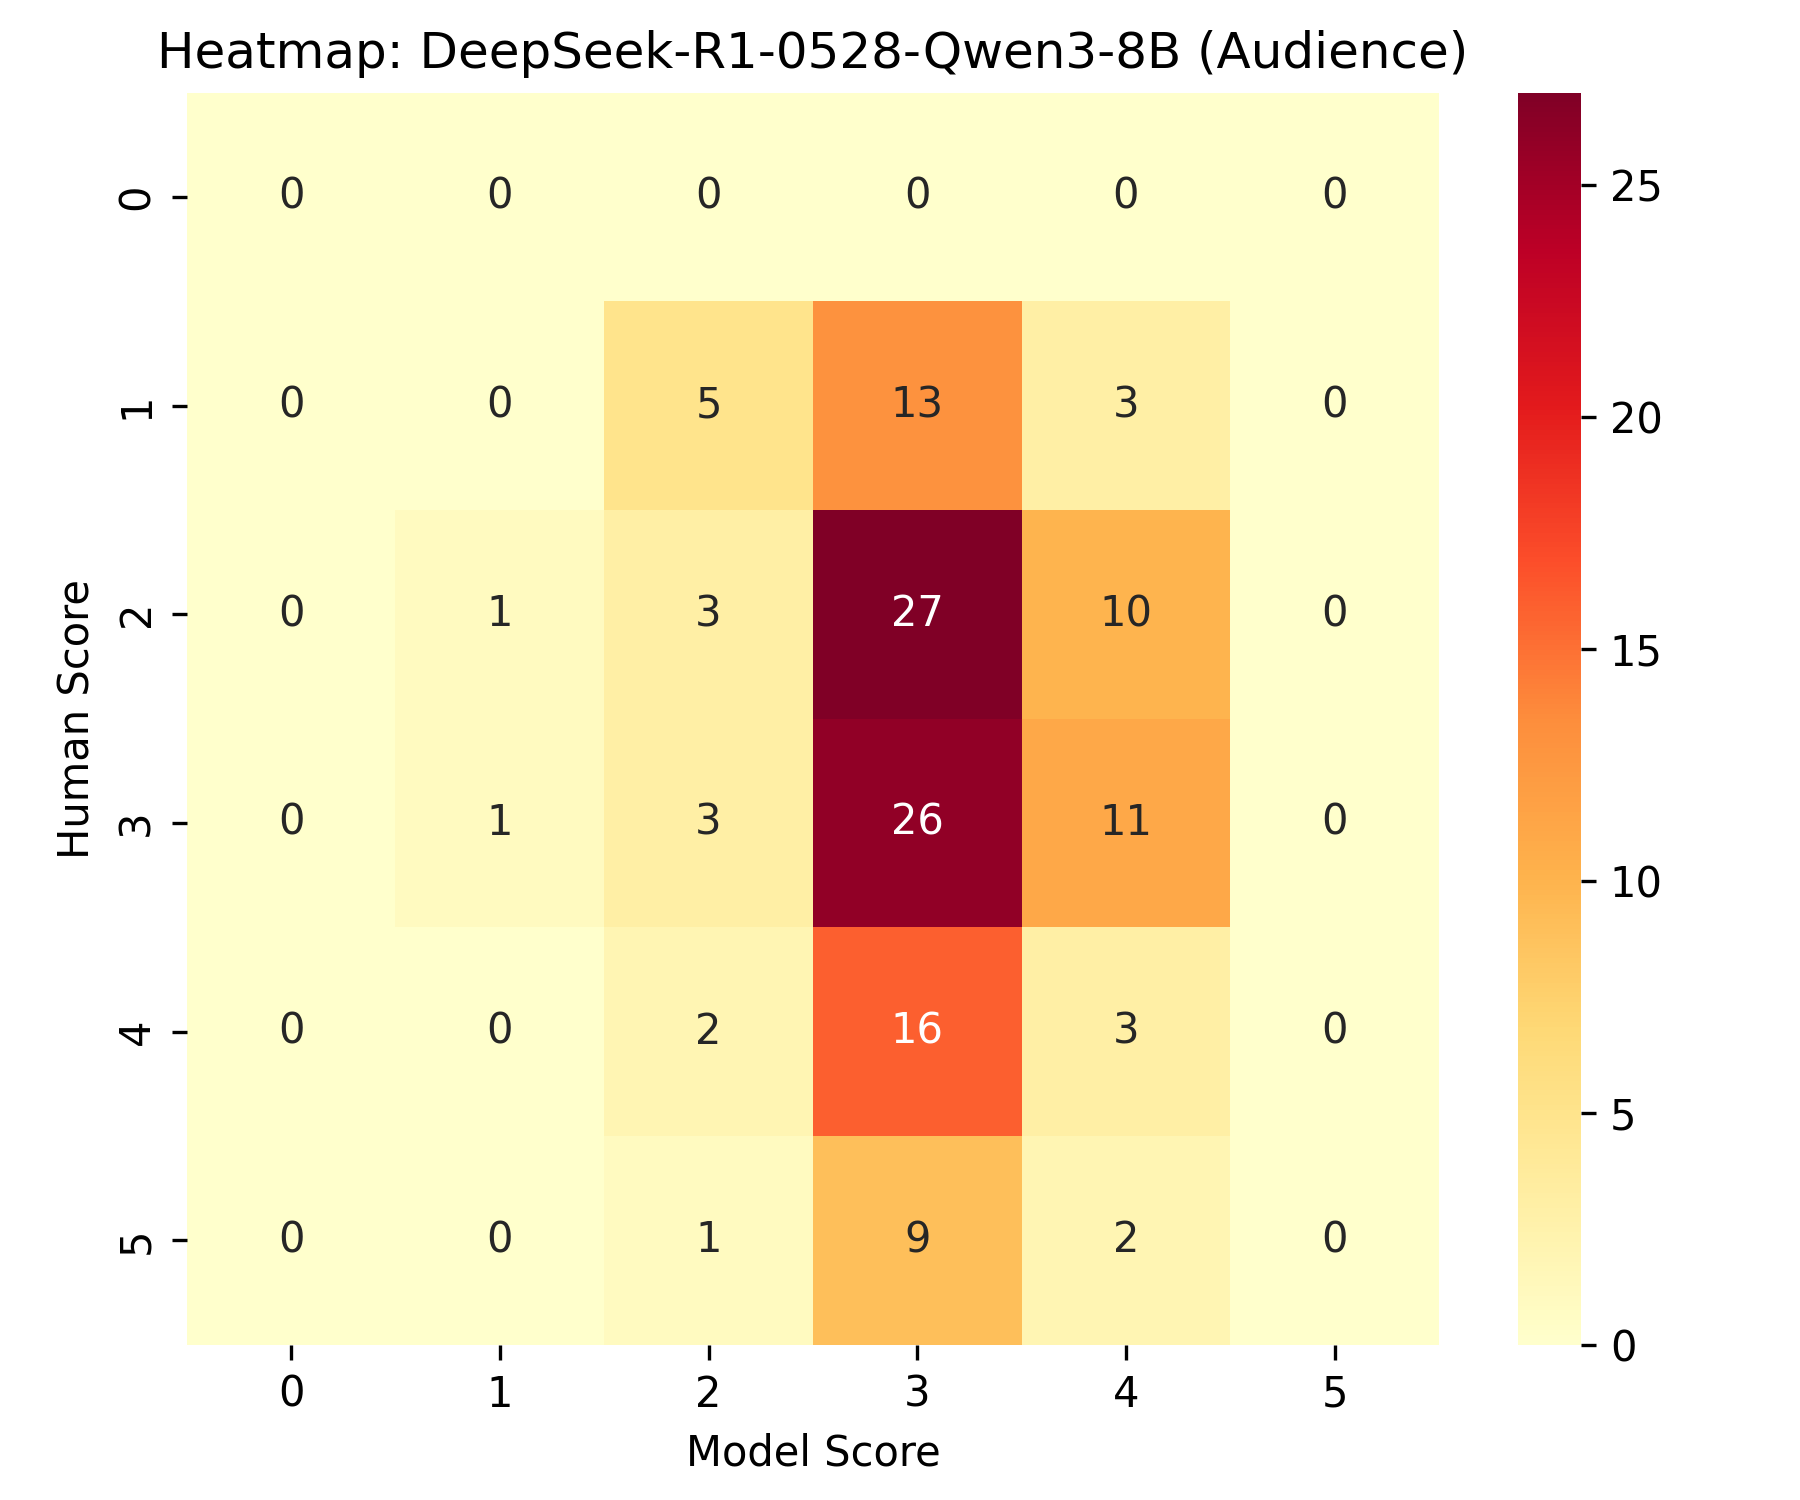 Heatmap: DeepSeek-R1-0528-Qwen3-8B (Audience)
0 0 0 0 0 0 0
1 0 0 5 13 3 0
2 0 1 3 27 10 0
3 0 1 3 26 11 0
4 0 0 2 16 3 0
5 0 0 1 9 2 0
0 1 2 3 4 5
Human Score
Model Score
25
20
15
10
5
0